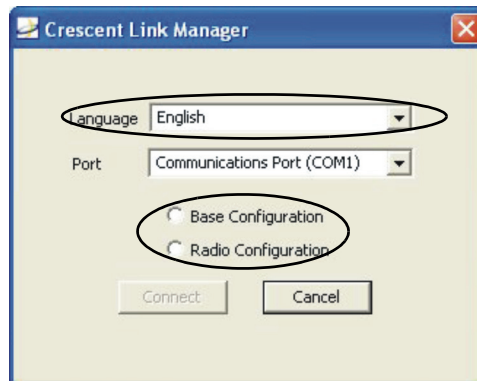 Crescent Link Manager
Language English
Port Communications Port (COM1)
Base Configuration
Radio Configuration
Connect Cancel